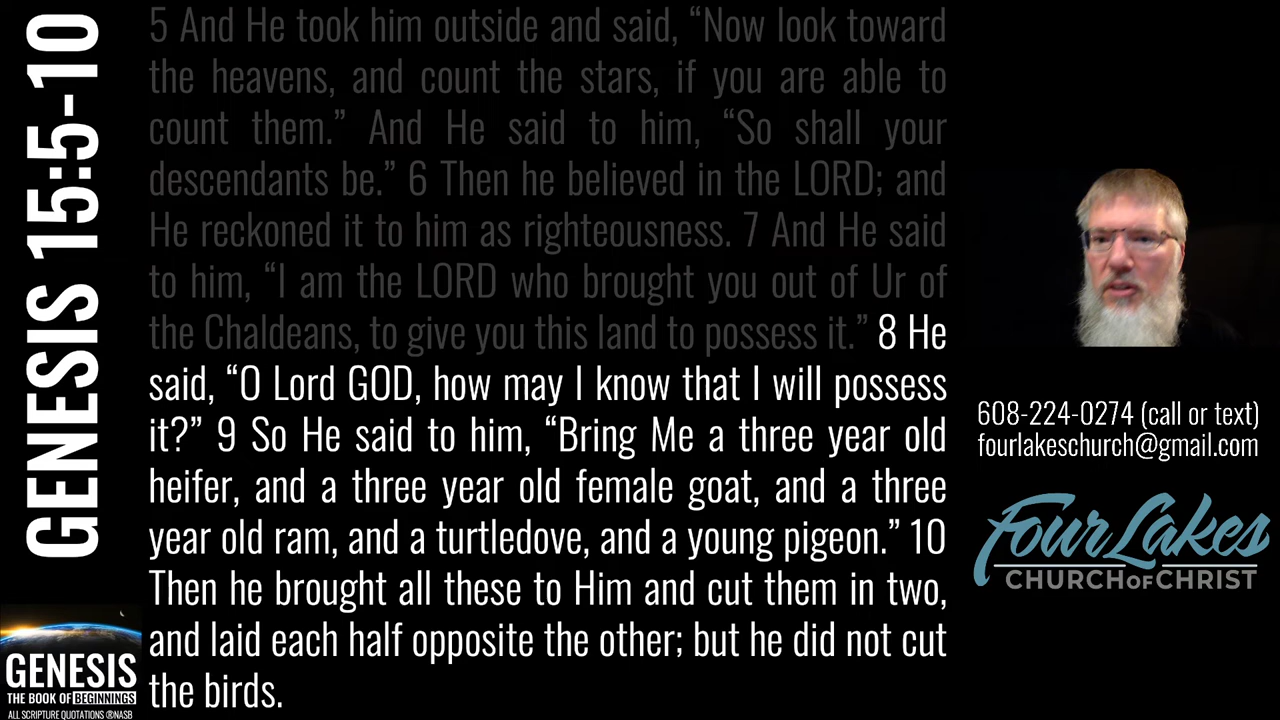 GENESIS 15:5-10
5 And He took him outside and said, “Now look toward
the heavens, and count the stars, if you are able to
count them.” And He said to him, “So shall your
descendants be.” 6 Then he believed in the LORD; and
He reckoned it to him as righteousness. 7 And He said
to him, “I am the LORD who brought you out of Ur of
the Chaldeans, to give you this land to possess it.” 8 He
said, “O Lord GOD, how may I know that I will possess
it?” 9 So He said to him, “Bring Me a three year old
heifer, and a three year old female goat, and a three
year old ram, and a turtledove, and a young pigeon.” 10
Then he brought all these to Him and cut them in two,
and laid each half opposite the other; but he did not cut
the birds.
608-224-0274 (call or text)
fourlakeschurch@gmail.com
Four Lakes
CHURCH OF CHRIST
GENESIS
THE BOOK OF BEGINNINGS
ALL SCRIPTURE QUOTATIONS ®NASB